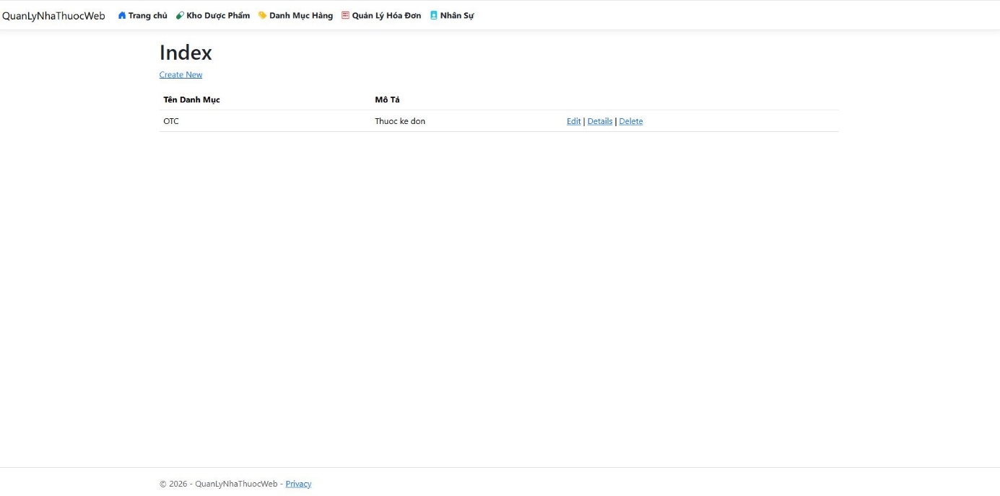 QuanLyNhaThuocWeb Trang chủ Kho Dược Phẩm Danh Mục Hàng Quản Lý Hóa Đơn Nhân Sự
Index
Create New
Tên Danh Mục Mô Tả
OTC Thuoc ke don Edit | Details | Delete
© 2026 - QuanLyNhaThuocWeb - Privacy